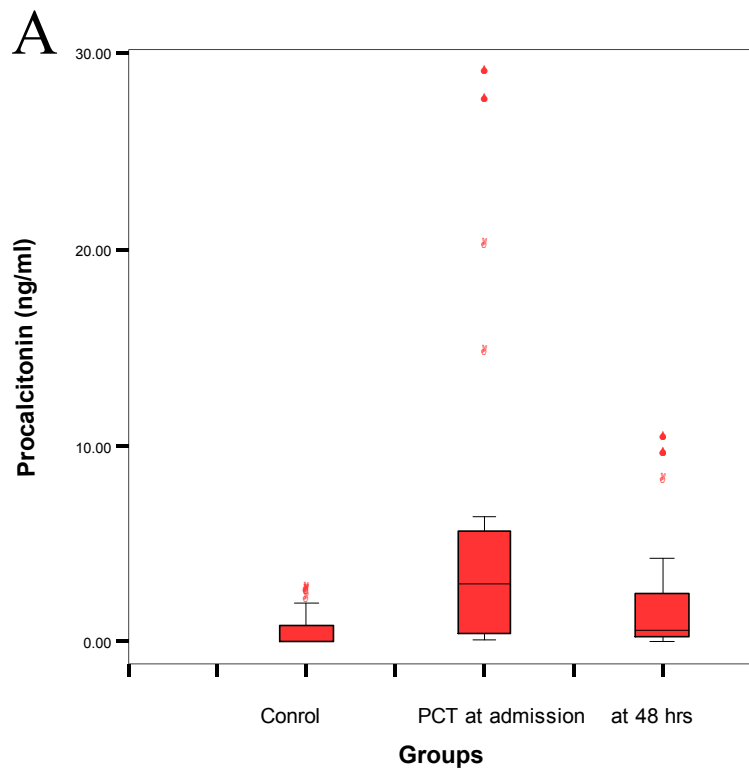 A
30.00
20.00
10.00
0.00
Procalcitonin (ng/ml)
Conrol PCT at admission at 48 hrs
Groups